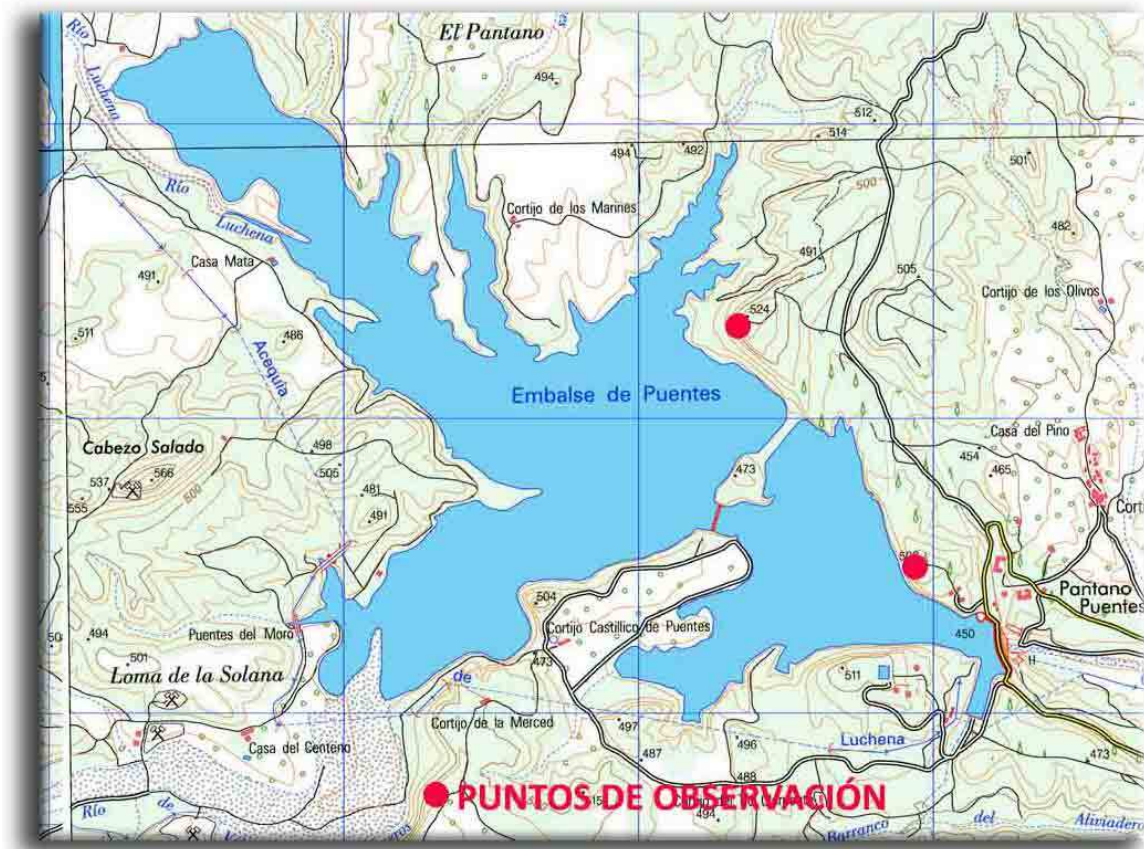 El Pantano
Río
Luchena
494
512
514
494
492
501
500
Río
Luchena
Cortijo de los Marines
482
Casa Mata
491
491
505
Cortijo de los Olivos
524
511
486
Acequia
Embalse de Puentes
Casa del Pino
Cabezo Salado
498
505
454
465
473
537
566
481
555
500
491
Cort
504
Pantano
Puentes
Puentes del Moro
Cortijo Castillico de Puentes
450
494
501
473
H
Loma de la Solana
de
511
Cortijo de la Merced
497
Casa del Centeno
496
Luchena
487
473
488
PUNTOS DE OBSERVACIÓN
Río
de
494
Barranco
del
Aliviadero